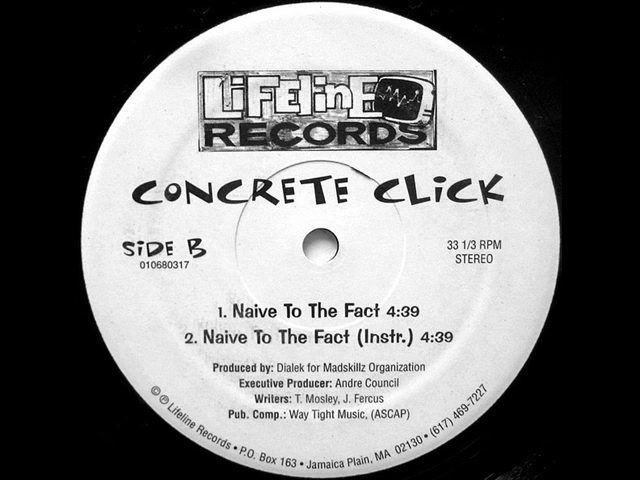 LiFElinE
RECORDS
CONCRETE CLiCK
SiDE B
010680317
33 1/3 RPM
STEREO
1. Naive To The Fact 4:39
2. Naive To The Fact (Instr.) 4:39
Produced by: Dialek for Madskillz Organization
Executive Producer: Andre Council
Writers: T. Mosley, J. Fercus
Pub. Comp.: Way Tight Music, (ASCAP)
© ℗ Lifeline Records • P.O. Box 163 • Jamaica Plain, MA 02130 • (617) 469-7227